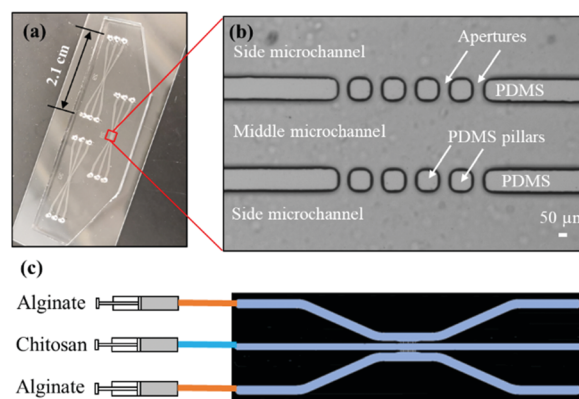 (a)
2.1 cm
(b)
Side microchannel
Apertures
PDMS
Middle microchannel
PDMS pillars
PDMS
Side microchannel
50 µm
(c)
Alginate
Chitosan
Alginate